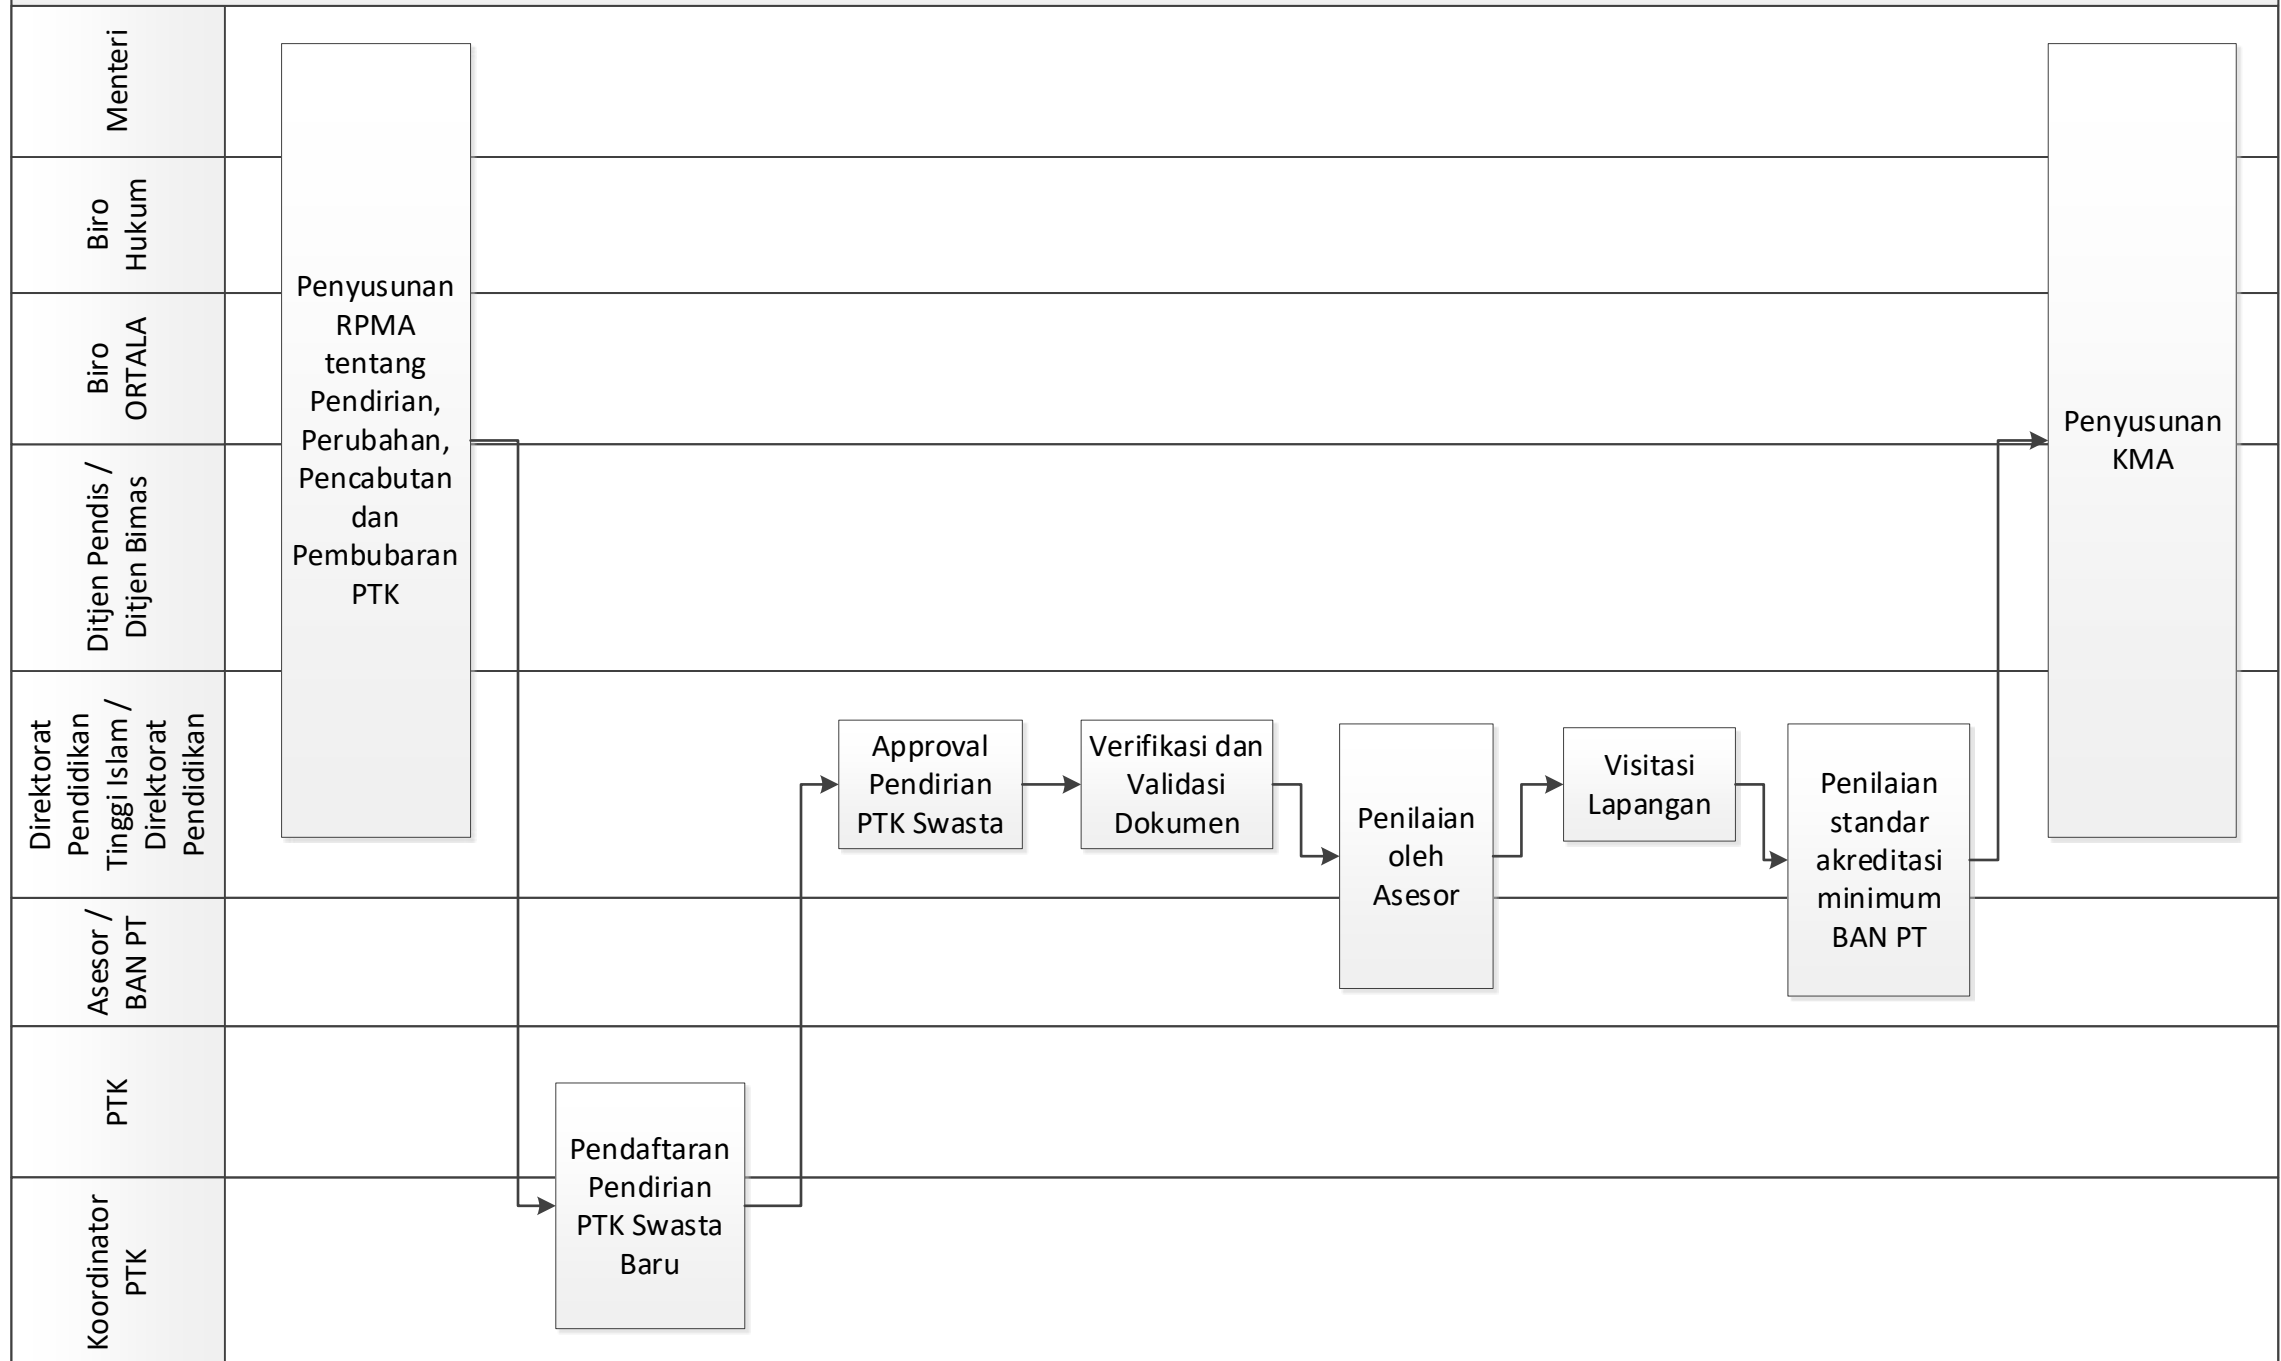 Menteri
Biro
Hukum
Biro
ORTALA
Ditjen Pendis /
Ditjen Bimas
Direktorat
Pendidikan
Tinggi Islam /
Direktorat
Pendidikan
Asesor /
BAN PT
PTK
Koordinator
PTK
Penyusunan
RPMA
tentang
Pendirian,
Perubahan,
Pencabutan
dan
Pembubaran
PTK
Pendaftaran
Pendirian
PTK Swasta
Baru
Approval
Pendirian
PTK Swasta
Verifikasi dan
Validasi
Dokumen
Penilaian
oleh
Asesor
Visitasi
Lapangan
Penilaian
standar
akreditasi
minimum
BAN PT
Penyusunan
KMA